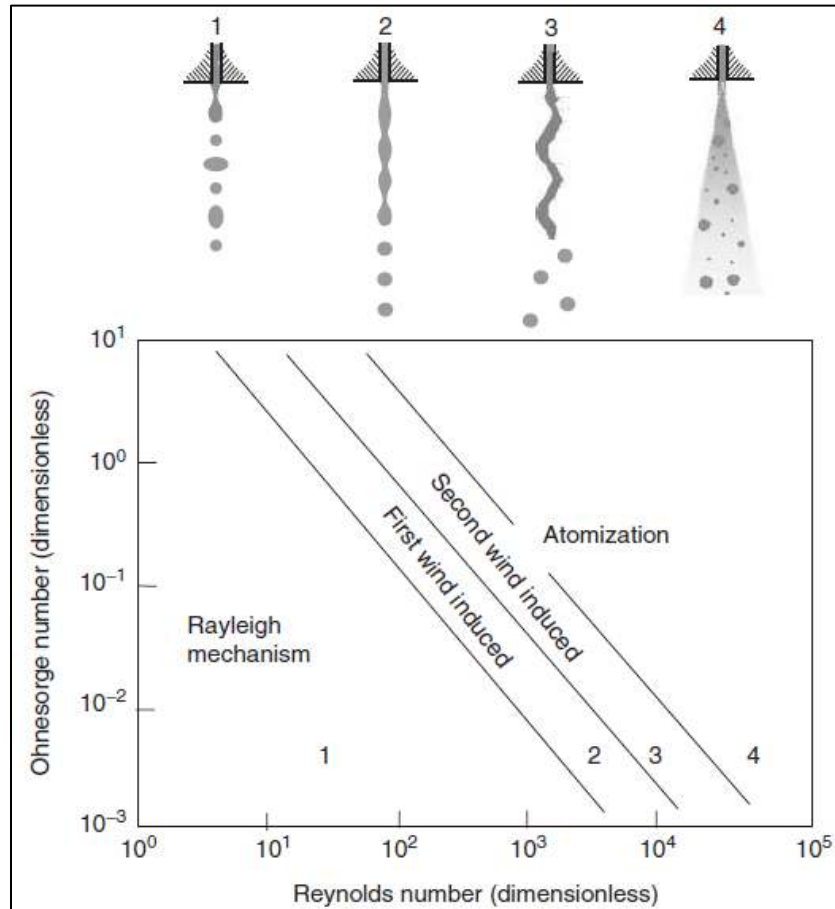 1 2 3 4
10¹
10⁰
10⁻¹
10⁻²
10⁻³
Ohnesorge number (dimensionless)
Rayleigh
mechanism
First wind induced
Second wind induced
Atomization
1 2 3 4
10⁰ 10¹ 10² 10³ 10⁴ 10⁵
Reynolds number (dimensionless)